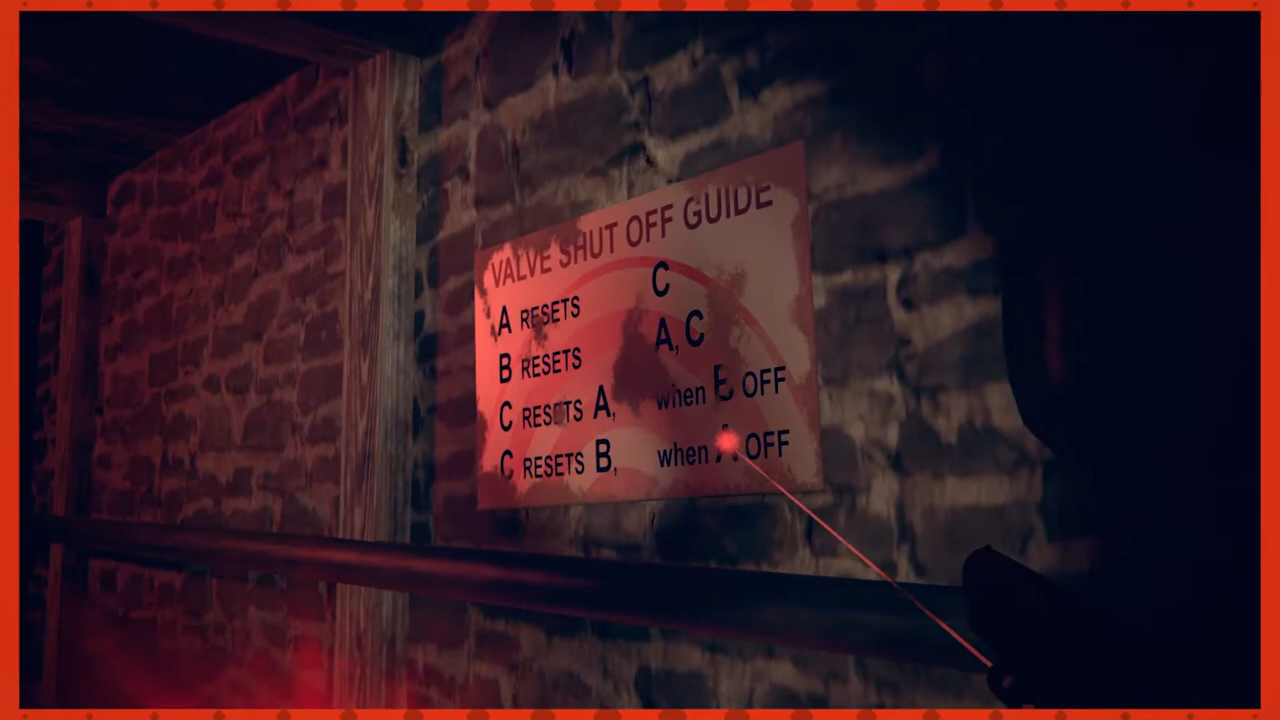 VALVE SHUT OFF GUIDE
A RESETS C
B RESETS A, C
C RESETS A, when B OFF
C RESETS B, when A OFF